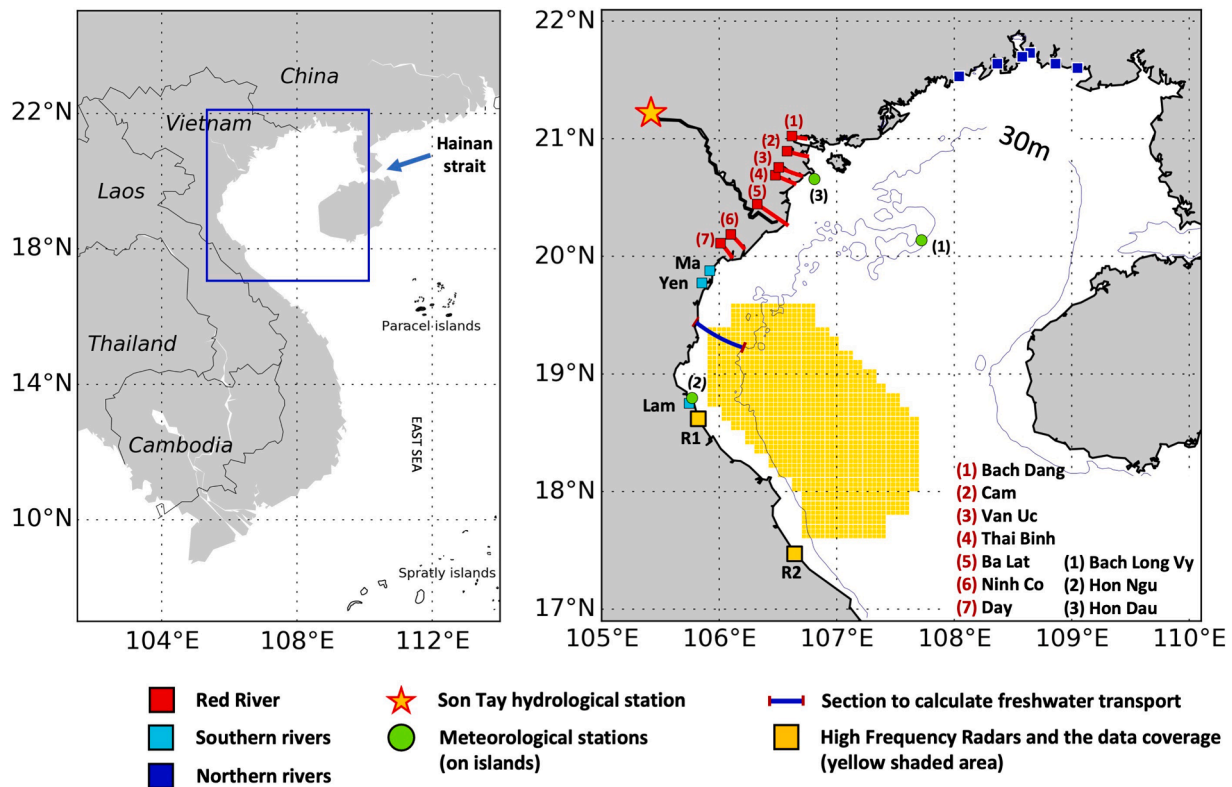 China
22°N
Vietnam
Hainan
strait
Laos
18°N
Paracel islands
Thailand
14°N
Cambodia
EAST SEA
10°N
Spratly islands
104°E
108°E
112°E
22°N
21°N
20°N
19°N
18°N
17°N
30m
(1)
(2)
(3)
(4)
(5)
(6)
(7)
(3)
(1)
Ma
Yen
(2)
Lam
R1
R2
(1) Bach Dang
(2) Cam
(3) Van Uc
(4) Thai Binh
(5) Ba Lat
(6) Ninh Co
(7) Day
(1) Bach Long Vy
(2) Hon Ngu
(3) Hon Dau
105°E
106°E
107°E
108°E
109°E
110°E
Red River
Southern rivers
Northern rivers
Son Tay hydrological station
Meteorological stations
(on islands)
Section to calculate freshwater transport
High Frequency Radars and the data coverage
(yellow shaded area)